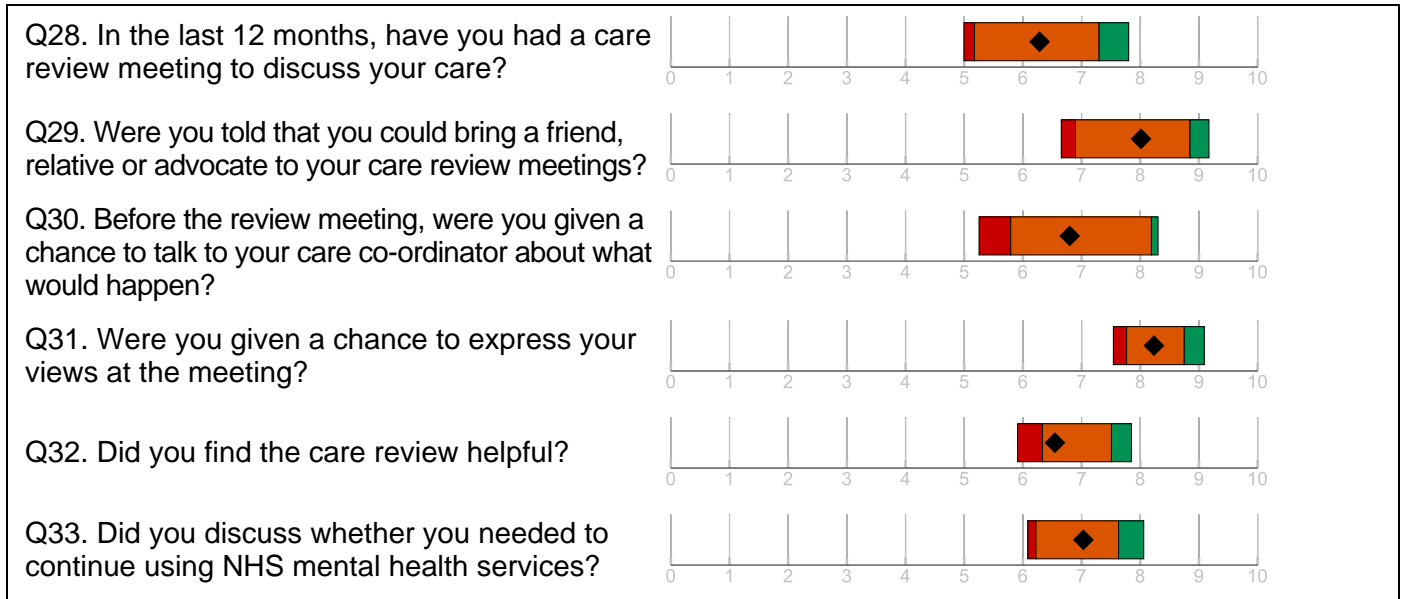 Q28. In the last 12 months, have you had a care
review meeting to discuss your care?
0 1 2 3 4 5 6 7 8 9 10
Q29. Were you told that you could bring a friend,
relative or advocate to your care review meetings?
0 1 2 3 4 5 6 7 8 9 10
Q30. Before the review meeting, were you given a
chance to talk to your care co-ordinator about what
would happen?
0 1 2 3 4 5 6 7 8 9 10
Q31. Were you given a chance to express your
views at the meeting?
0 1 2 3 4 5 6 7 8 9 10
Q32. Did you find the care review helpful?
0 1 2 3 4 5 6 7 8 9 10
Q33. Did you discuss whether you needed to
continue using NHS mental health services?
0 1 2 3 4 5 6 7 8 9 10